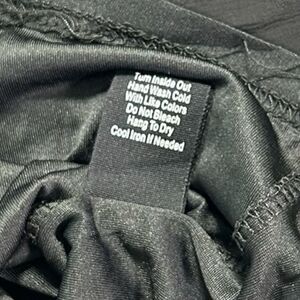 Turn Inside Out
Hand Wash Cold
With Like Colors
Do Not Bleach
Hang To Dry
Cool Iron If Needed